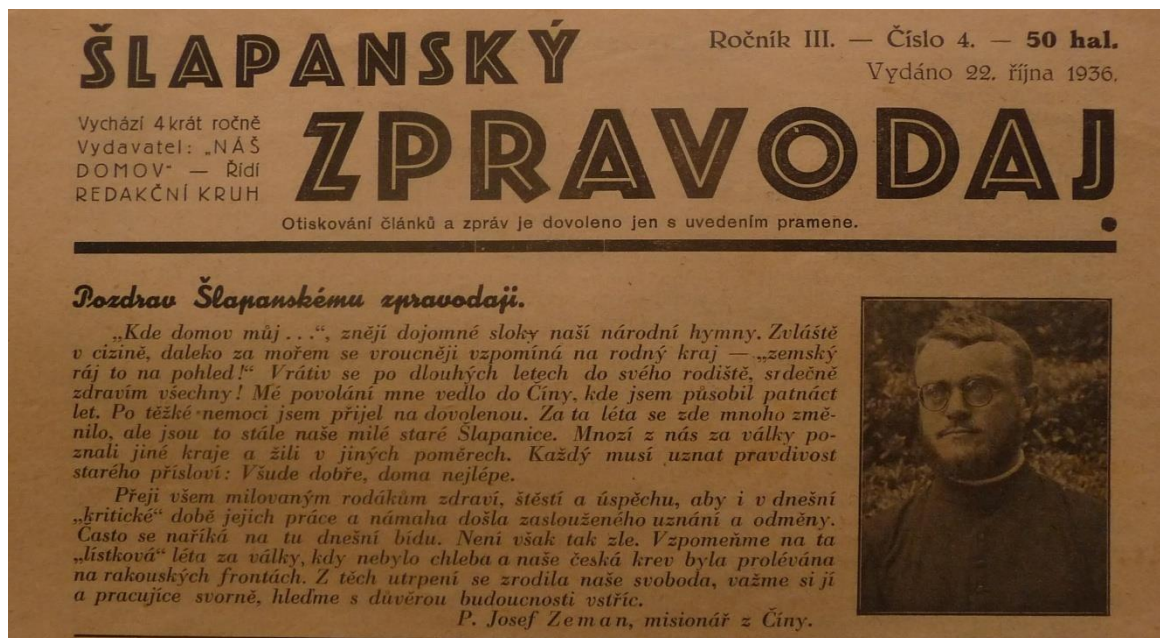 ŠLAPANSKÝ
Ročník III. — Číslo 4. — 50 hal.
Vydáno 22. října 1936.
Vychází 4krát ročně
Vydavatel: „NÁŠ
DOMOV“ — Řídí
REDAKČNÍ KRUH
ZPRAVODAJ.
Otiskování článků a zpráv je dovoleno jen s uvedením pramene.
Pozdrav Šlapanskému zpravodaji.
„Kde domov můj . . .“, znějí dojomné sloky naší národní hymny. Zvláště
v cizině, daleko za mořem se vroucněji vzpomíná na rodný kraj — „zemský
ráj to na pohled!“ Vrátiv se po dlouhých letech do svého rodiště, srdečně
zdravím všechny! Mé povolání mne vedlo do Číny, kde jsem působil patnáct
let. Po těžké nemoci jsem přijel na dovolenou. Za ta léta se zde mnoho změ-
nilo, ale jsou to stále naše milé staré Šlapanice. Mnozí z nás za války po-
znali jiné kraje a žili v jiných poměrech. Každý musí uznat pravdivost
starého přísloví: Všude dobře, doma nejlépe.
Přeji všem milovaným rodákům zdraví, štěstí a úspěchu, aby i v dnešní
„kritické“ době jejich práce a námaha došla zaslouženého uznání a odměny.
Často se naříká na tu dnešní bídu. Není však tak zle. Vzpomeňme na ta
„lístková“ léta za války, kdy nebylo chleba a naše česká krev byla prolévána
na rakouských frontách. Z těch utrpení se zrodila naše svoboda, važme si jí
a pracujíce svorně, hleďme s důvěrou budoucnosti vstříc.
P. Josef Zeman, misionář z Číny.